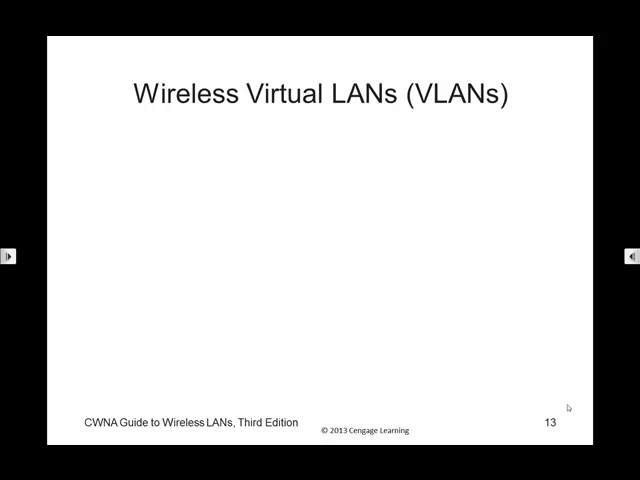 Wireless Virtual LANs (VLANs)
CWNA Guide to Wireless LANs, Third Edition
© 2013 Cengage Learning
13